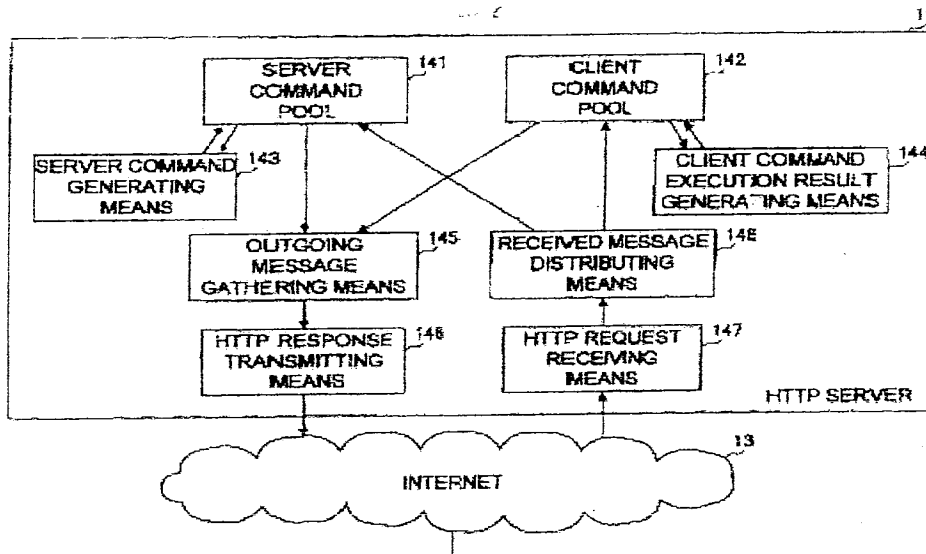 1
SERVER
COMMAND
POOL
141
CLIENT
COMMAND
POOL
142
SERVER COMMAND
GENERATING
MEANS
143
CLIENT COMMAND
EXECUTION RESULT
GENERATING MEANS
144
OUTGOING
MESSAGE
GATHERING MEANS
145
RECEIVED MESSAGE
DISTRIBUTING
MEANS
148
HTTP RESPONSE
TRANSMITTING
MEANS
146
HTTP REQUEST
RECEIVING
MEANS
147
HTTP SERVER
13
INTERNET